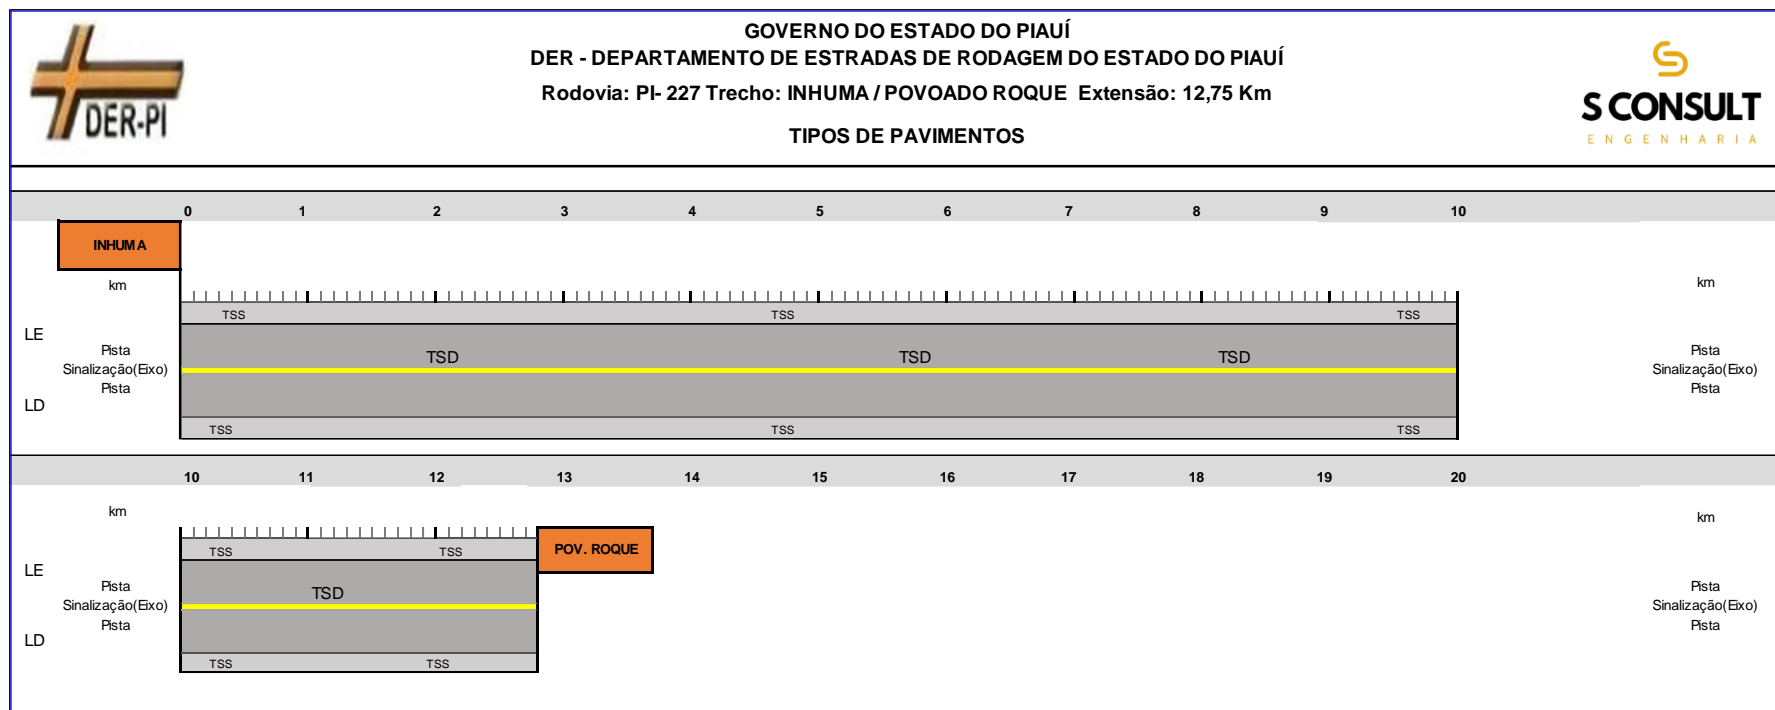 GOVERNO DO ESTADO DO PIAUÍ
DER - DEPARTAMENTO DE ESTRADAS DE RODAGEM DO ESTADO DO PIAUÍ
Rodovia: PI- 227 Trecho: INHUMA / POVOADO ROQUE Extensão: 12,75 Km
TIPOS DE PAVIMENTOS
DER-PI
S CONSULT
ENGENHARIA
0 1 2 3 4 5 6 7 8 9 10
INHUMA
km km
TSS TSS TSS
LE
Pista TSD TSD TSD Pista
Sinalização(Eixo) Sinalização(Eixo)
Pista Pista
LD
TSS TSS TSS
10 11 12 13 14 15 16 17 18 19 20
km km
TSS TSS POV. ROQUE
LE
Pista TSD Pista
Sinalização(Eixo) Sinalização(Eixo)
Pista Pista
LD
TSS TSS